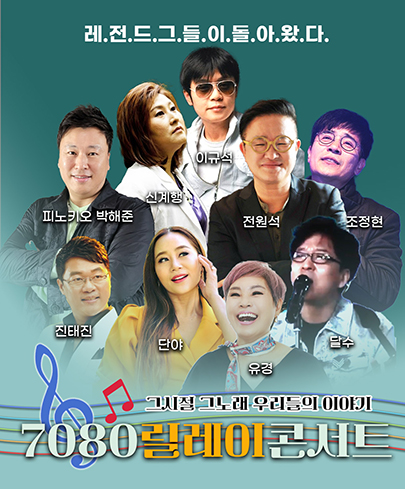 레.전.드.그.들.이.돌.아.왔.다.
이규석
신계행
피노키오 박해준
전원석
조정현
진태진
단야
유경
달수
그시절 그노래 우리들의 이야기
7080릴레이콘서트